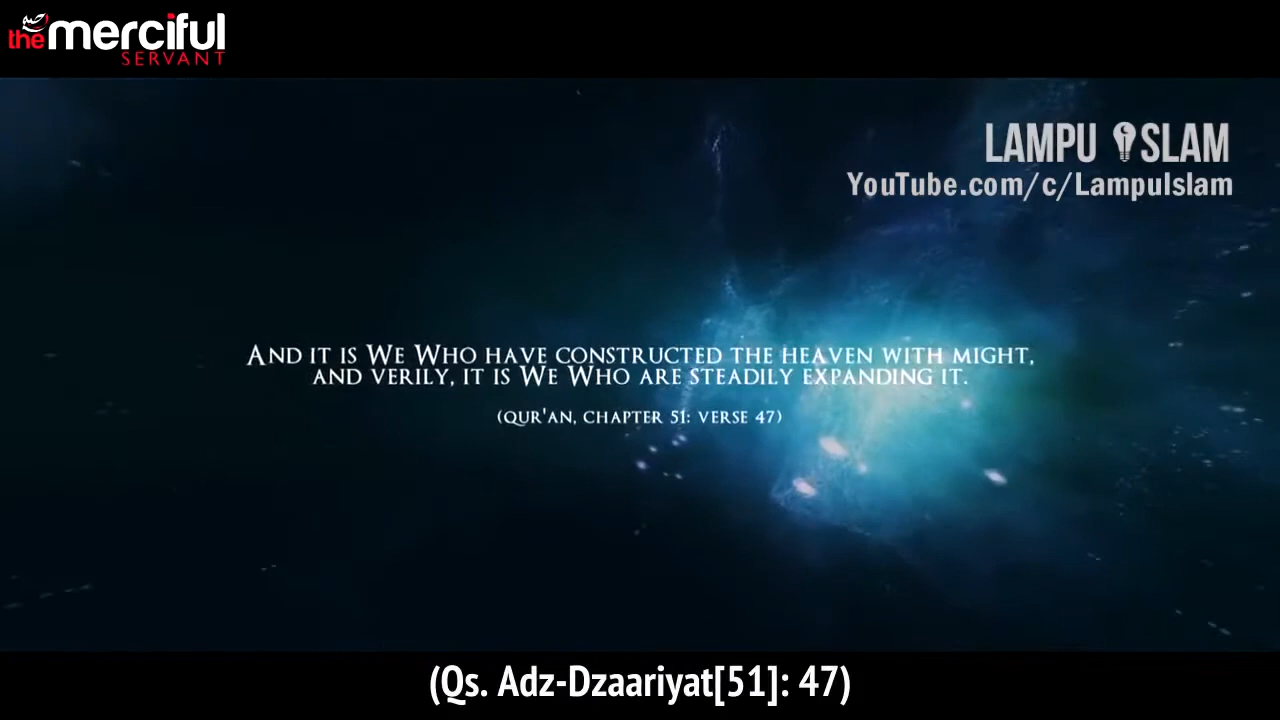 the merciful
SERVANT
LAMPU ISLAM
YouTube.com/c/LampuIslam
AND IT IS WE WHO HAVE CONSTRUCTED THE HEAVEN WITH MIGHT,
AND VERILY, IT IS WE WHO ARE STEADILY EXPANDING IT.
(QUR'AN, CHAPTER 51: VERSE 47)
(Qs. Adz-Dzaariyat[51]: 47)